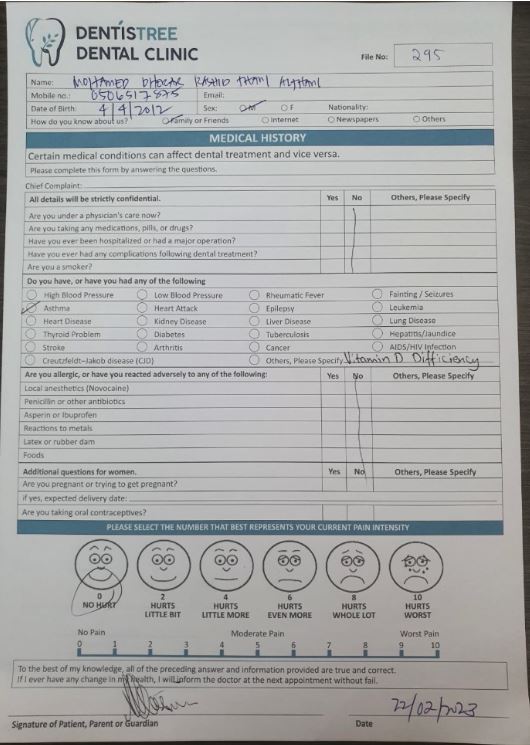 DENTISTREE
DENTAL CLINIC
File No: 295
Name: MOHAMED DHOCAR RASHID THANI ALTHANI
Mobile no.: 0506517875 Email:
Date of Birth: 4/4/2012 Sex: M F Nationality:
How do you know about us? Family or Friends Internet Newspapers Others
MEDICAL HISTORY
Certain medical conditions can affect dental treatment and vice versa.
Please complete this form by answering the questions.
Chief Complaint:
All details will be strictly confidential. Yes No Others, Please Specify
Are you under a physician's care now?
Are you taking any medications, pills, or drugs?
Have you ever been hospitalized or had a major operation?
Have you ever had any complications following dental treatment?
Are you a smoker?
Do you have, or have you had any of the following
High Blood Pressure Low Blood Pressure Rheumatic Fever Fainting / Seizures
Asthma Heart Attack Epilepsy Leukemia
Heart Disease Kidney Disease Liver Disease Lung Disease
Thyroid Problem Diabetes Tuberculosis Hepatitis/Jaundice
Stroke Arthritis Cancer AIDS/HIV Infection
Creutzfeldt-Jakob disease (CJD) Others, Please Specify Vitamin D Difficiency
Are you allergic, or have you reacted adversely to any of the following: Yes No Others, Please Specify
Local anesthetics (Novocaine)
Penicillin or other antibiotics
Asperin or Ibuprofen
Reactions to metals
Latex or rubber dam
Foods
Additional questions for women. Yes No Others, Please Specify
Are you pregnant or trying to get pregnant?
if yes, expected delivery date:
Are you taking oral contraceptives?
PLEASE SELECT THE NUMBER THAT BEST REPRESENTS YOUR CURRENT PAIN INTENSITY
0 2 4 6 8 10
NO HURT HURTS HURTS HURTS HURTS HURTS
LITTLE BIT LITTLE MORE EVEN MORE WHOLE LOT WORST
No Pain Moderate Pain Worst Pain
0 1 2 3 4 5 6 7 8 9 10
To the best of my knowledge, all of the preceding answer and information provided are true and correct.
If I ever have any change in my health, I will inform the doctor at the next appointment without fail.
22/02/2023
Signature of Patient, Parent or Guardian Date